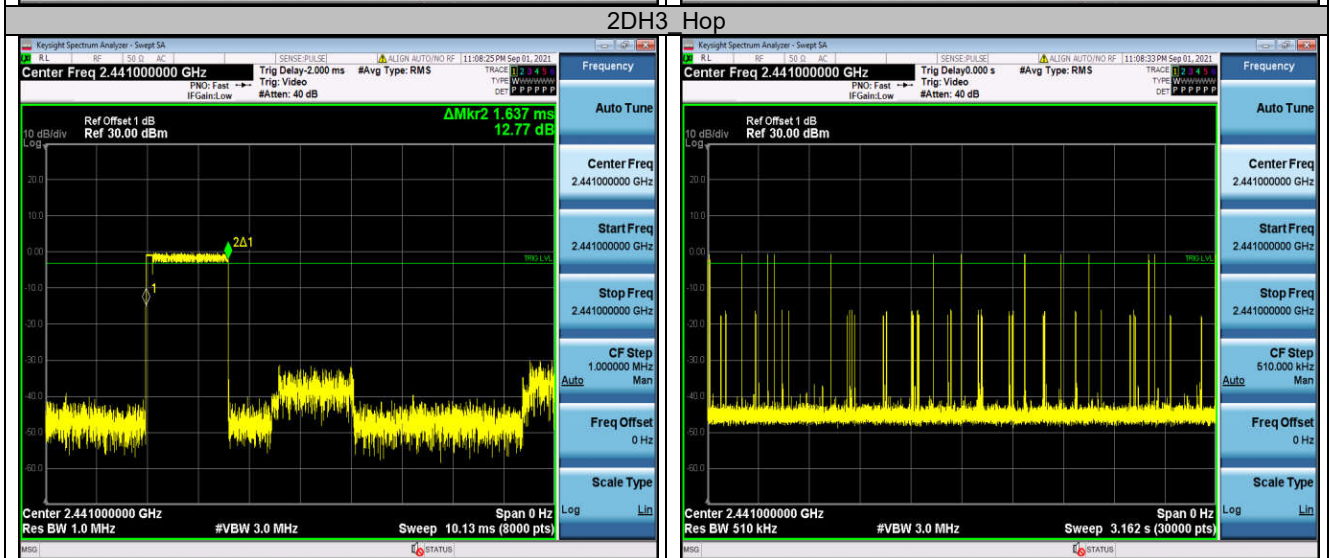 2DH3_Hop
Keysight Spectrum Analyzer - Swept SA
RL RF 50 Ω AC SENSE:PULSE ALIGN AUTO/NO RF 11:08:25 PM Sep 01, 2021
Center Freq 2.441000000 GHz
Trig Delay-2.000 ms #Avg Type: RMS
TRACE 1 2 3 4 5 6
PNO: Fast Trig: Video
TYPE WWWWWW
IFGain:Low #Atten: 40 dB
DET P P P P P P
Ref Offset 1 dB
ΔMkr2 1.637 ms
10 dB/div Ref 30.00 dBm
12.77 dB
Log
20.0
10.0
0.00
-10.0
-20.0
-30.0
-40.0
-50.0
-60.0
2Δ1
TRIG LVL
1
Center 2.441000000 GHz Span 0 Hz
Res BW 1.0 MHz #VBW 3.0 MHz Sweep 10.13 ms (8000 pts)
MSG STATUS
Frequency
Auto Tune
Center Freq
2.441000000 GHz
Start Freq
2.441000000 GHz
Stop Freq
2.441000000 GHz
CF Step
1.000000 MHz
Auto Man
Freq Offset
0 Hz
Scale Type
Log Lin
Keysight Spectrum Analyzer - Swept SA
RL RF 50 Ω AC SENSE:PULSE ALIGN AUTO/NO RF 11:08:33 PM Sep 01, 2021
Center Freq 2.441000000 GHz
Trig Delay0.000 s #Avg Type: RMS
TRACE 1 2 3 4 5 6
PNO: Fast Trig: Video
TYPE WWWWWW
IFGain:Low #Atten: 40 dB
DET P P P P P P
Ref Offset 1 dB
10 dB/div Ref 30.00 dBm
Log
20.0
10.0
0.00
-10.0
-20.0
-30.0
-40.0
-50.0
-60.0
TRIG LVL
Center 2.441000000 GHz Span 0 Hz
Res BW 510 kHz #VBW 3.0 MHz Sweep 3.162 s (30000 pts)
MSG STATUS
Frequency
Auto Tune
Center Freq
2.441000000 GHz
Start Freq
2.441000000 GHz
Stop Freq
2.441000000 GHz
CF Step
510.000 kHz
Auto Man
Freq Offset
0 Hz
Scale Type
Log Lin